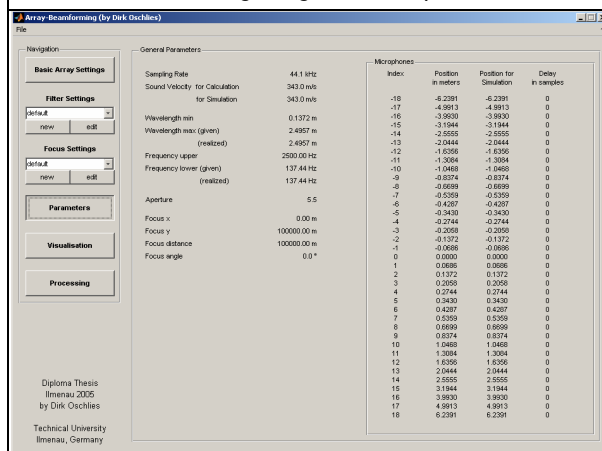 Array-Beamforming (by Dirk Oschlies)
File
Navigation
Basic Array Settings
Filter Settings
default
new edit
Focus Settings
default
new edit
Parameters
Visualisation
Processing
Diploma Thesis
Ilmenau 2005
by Dirk Oschlies
Technical University
Ilmenau, Germany
General Parameters
Sampling Rate 44.1 kHz
Sound Velocity for Calculation 343.0 m/s
for Simulation 343.0 m/s
Wavelength min 0.1372 m
Wavelength max (given) 2.4957 m
(realized) 2.4957 m
Frequency upper 2500.00 Hz
Frequency lower (given) 137.44 Hz
(realized) 137.44 Hz
Aperture 5.5
Focus x 0.00 m
Focus y 100000.00 m
Focus distance 100000.00 m
Focus angle 0.0 °
Microphones
Index Position Position for Delay
in meters Simulation in samples
-18 -6.2391 -6.2391 0
-17 -4.9913 -4.9913 0
-16 -3.9930 -3.9930 0
-15 -3.1944 -3.1944 0
-14 -2.5555 -2.5555 0
-13 -2.0444 -2.0444 0
-12 -1.6356 -1.6356 0
-11 -1.3084 -1.3084 0
-10 -1.0468 -1.0468 0
-9 -0.8374 -0.8374 0
-8 -0.6699 -0.6699 0
-7 -0.5359 -0.5359 0
-6 -0.4287 -0.4287 0
-5 -0.3430 -0.3430 0
-4 -0.2744 -0.2744 0
-3 -0.2058 -0.2058 0
-2 -0.1372 -0.1372 0
-1 -0.0686 -0.0686 0
0 0.0000 0.0000 0
1 0.0686 0.0686 0
2 0.1372 0.1372 0
3 0.2058 0.2058 0
4 0.2744 0.2744 0
5 0.3430 0.3430 0
6 0.4287 0.4287 0
7 0.5359 0.5359 0
8 0.6699 0.6699 0
9 0.8374 0.8374 0
10 1.0468 1.0468 0
11 1.3084 1.3084 0
12 1.6356 1.6356 0
13 2.0444 2.0444 0
14 2.5555 2.5555 0
15 3.1944 3.1944 0
16 3.9930 3.9930 0
17 4.9913 4.9913 0
18 6.2391 6.2391 0